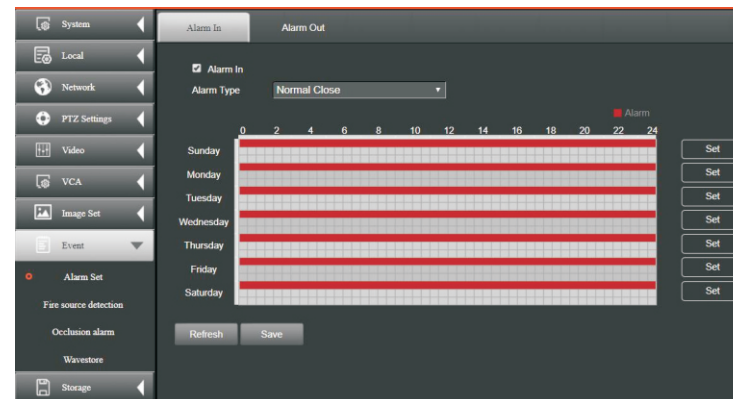 System
Local
Network
PTZ Settings
Video
VCA
Image Set
Event
Alarm Set
Fire source detection
Occlusion alarm
Wavestore
Storage
Alarm In Alarm Out
Alarm In
Alarm Type Normal Close
Alarm
0 2 4 6 8 10 12 14 16 18 20 22 24
Sunday Set
Monday Set
Tuesday Set
Wednesday Set
Thursday Set
Friday Set
Saturday Set
Refresh Save